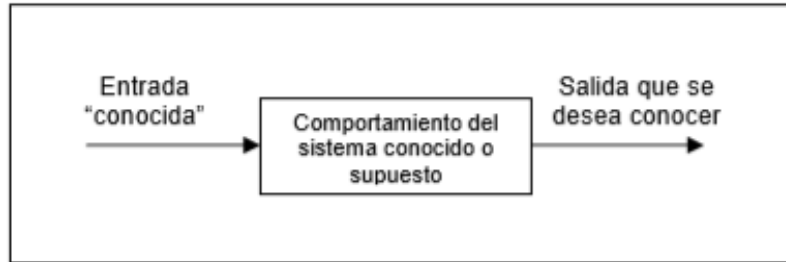 Entrada
“conocida”
Comportamiento del
sistema conocido o
supuesto
Salida que se
desea conocer